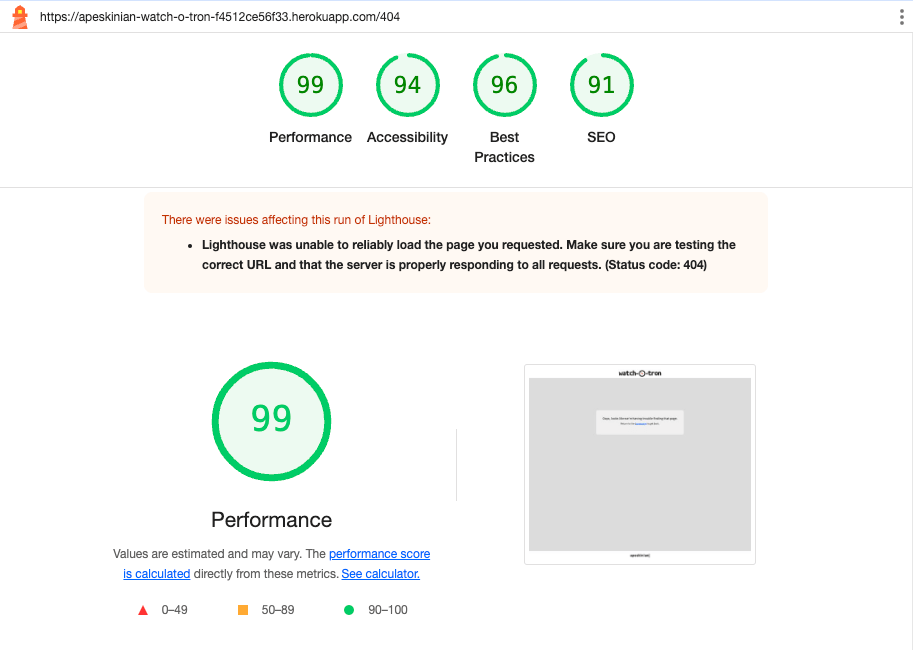 https://apeskinian-watch-o-tron-f4512ce56f33.herokuapp.com/404
99
94
96
91
Performance
Accessibility
Best
Practices
SEO
There were issues affecting this run of Lighthouse:
• Lighthouse was unable to reliably load the page you requested. Make sure you are testing the
correct URL and that the server is properly responding to all requests. (Status code: 404)
99
Performance
Values are estimated and may vary. The performance score
is calculated directly from these metrics. See calculator.
0–49
50–89
90–100
watch-o-tron